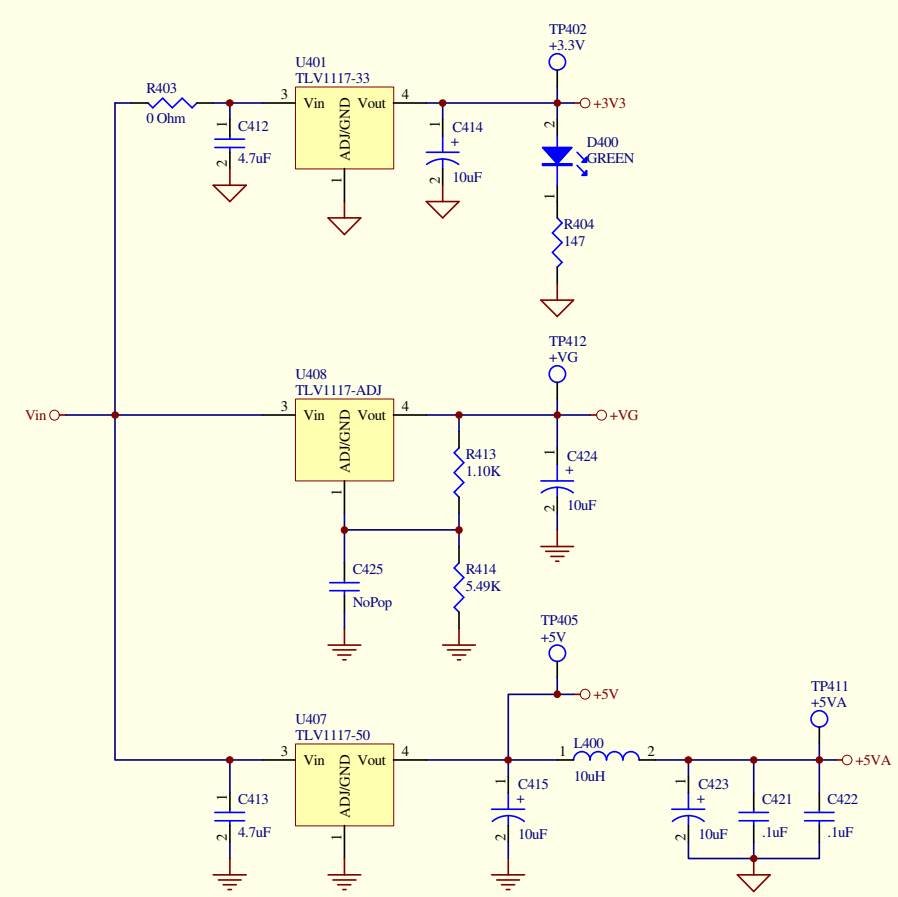 TP402
+3.3V
U401
TLV1117-33
R403
0 Ohm
3
Vin
Vout
4
ADJ/GND
1
+3V3
1
C412
2
4.7uF
1
C414
+
2
10uF
2
D400
GREEN
1
R404
147
TP412
+VG
U408
TLV1117-ADJ
Vin
3
Vin
Vout
4
ADJ/GND
1
+VG
R413
1.10K
1
C424
+
2
10uF
C425
NoPop
R414
5.49K
TP405
+5V
+5V
U407
TLV1117-50
3
Vin
Vout
4
ADJ/GND
1
TP411
+5VA
1
L400
2
10uH
+5VA
1
C413
2
4.7uF
1
C415
+
2
10uF
1
C423
+
2
10uF
C421
.1uF
C422
.1uF